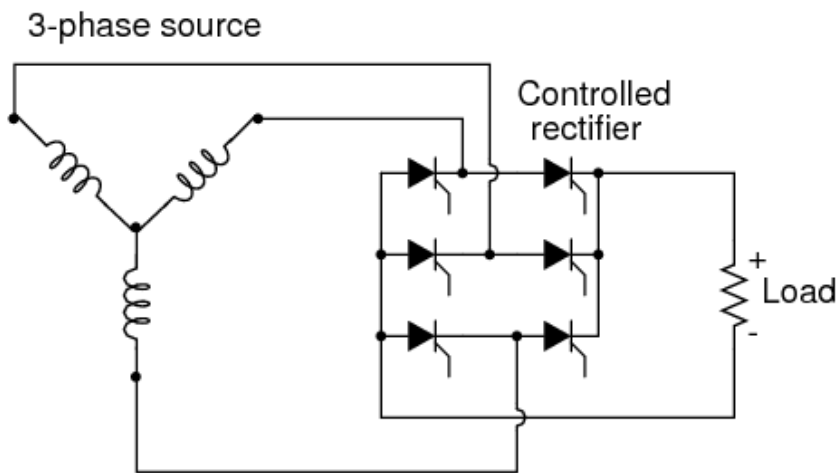 3-phase source
Controlled
rectifier
+
Load
-